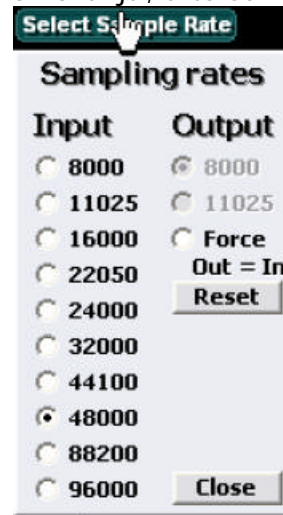 Select Sample Rate
Sampling rates
Input Output
8000 8000
11025 11025
16000 Force
22050 Out = In
24000 Reset
32000
44100
48000
88200
96000 Close